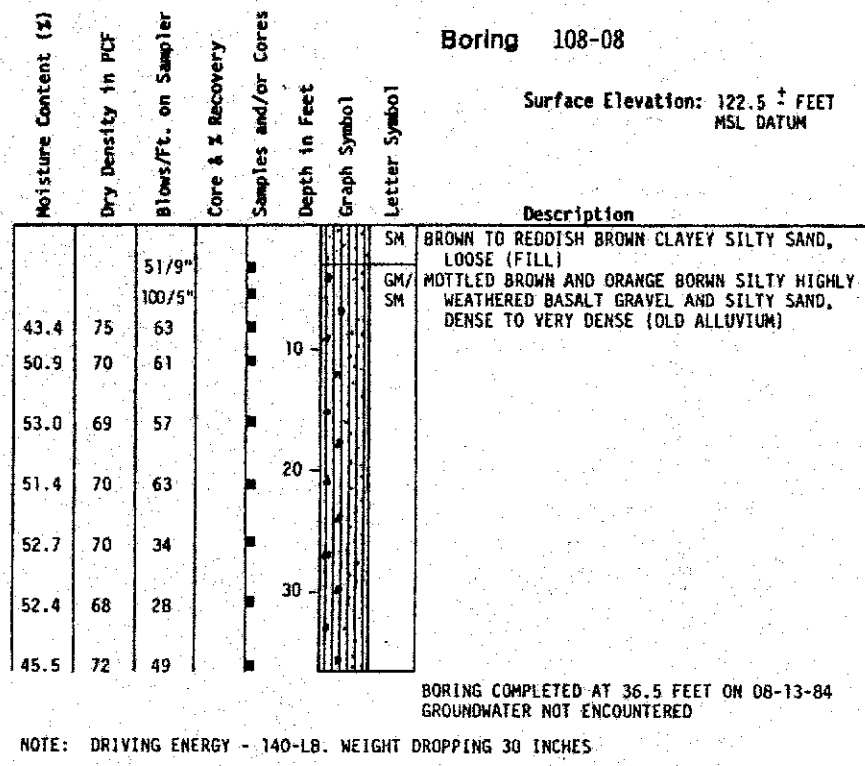 Boring 108-08
Surface Elevation: 122.5 ± FEET
MSL DATUM
Moisture Content (%)
Dry Density in PCF
Blows/Ft. on Sampler
Core & % Recovery
Samples and/or Cores
Depth in Feet
Graph Symbol
Letter Symbol
Description
SM BROWN TO REDDISH BROWN CLAYEY SILTY SAND,
LOOSE (FILL)
51/9"
GM/ MOTTLED BROWN AND ORANGE BORWN SILTY HIGHLY
100/5" SM WEATHERED BASALT GRAVEL AND SILTY SAND,
43.4 75 63 DENSE TO VERY DENSE (OLD ALLUVIUM)
10
50.9 70 61
53.0 69 57
20
51.4 70 63
52.7 70 34
30
52.4 68 28
45.5 72 49
BORING COMPLETED AT 36.5 FEET ON 08-13-84
GROUNDWATER NOT ENCOUNTERED
NOTE: DRIVING ENERGY - 140-LB. WEIGHT DROPPING 30 INCHES